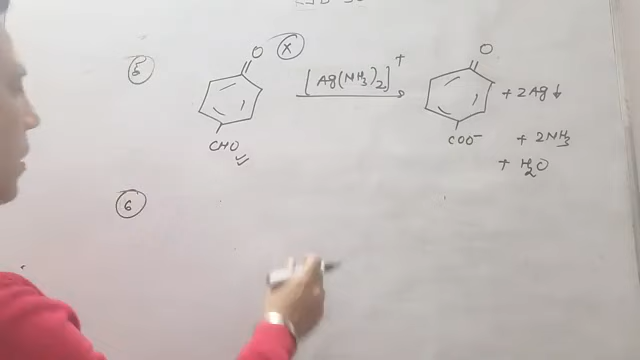 5
O
X
[Ag(NH3)2]+
O
+ 2Ag↓
CHO
COO−
+ 2NH3
+ H2O
6